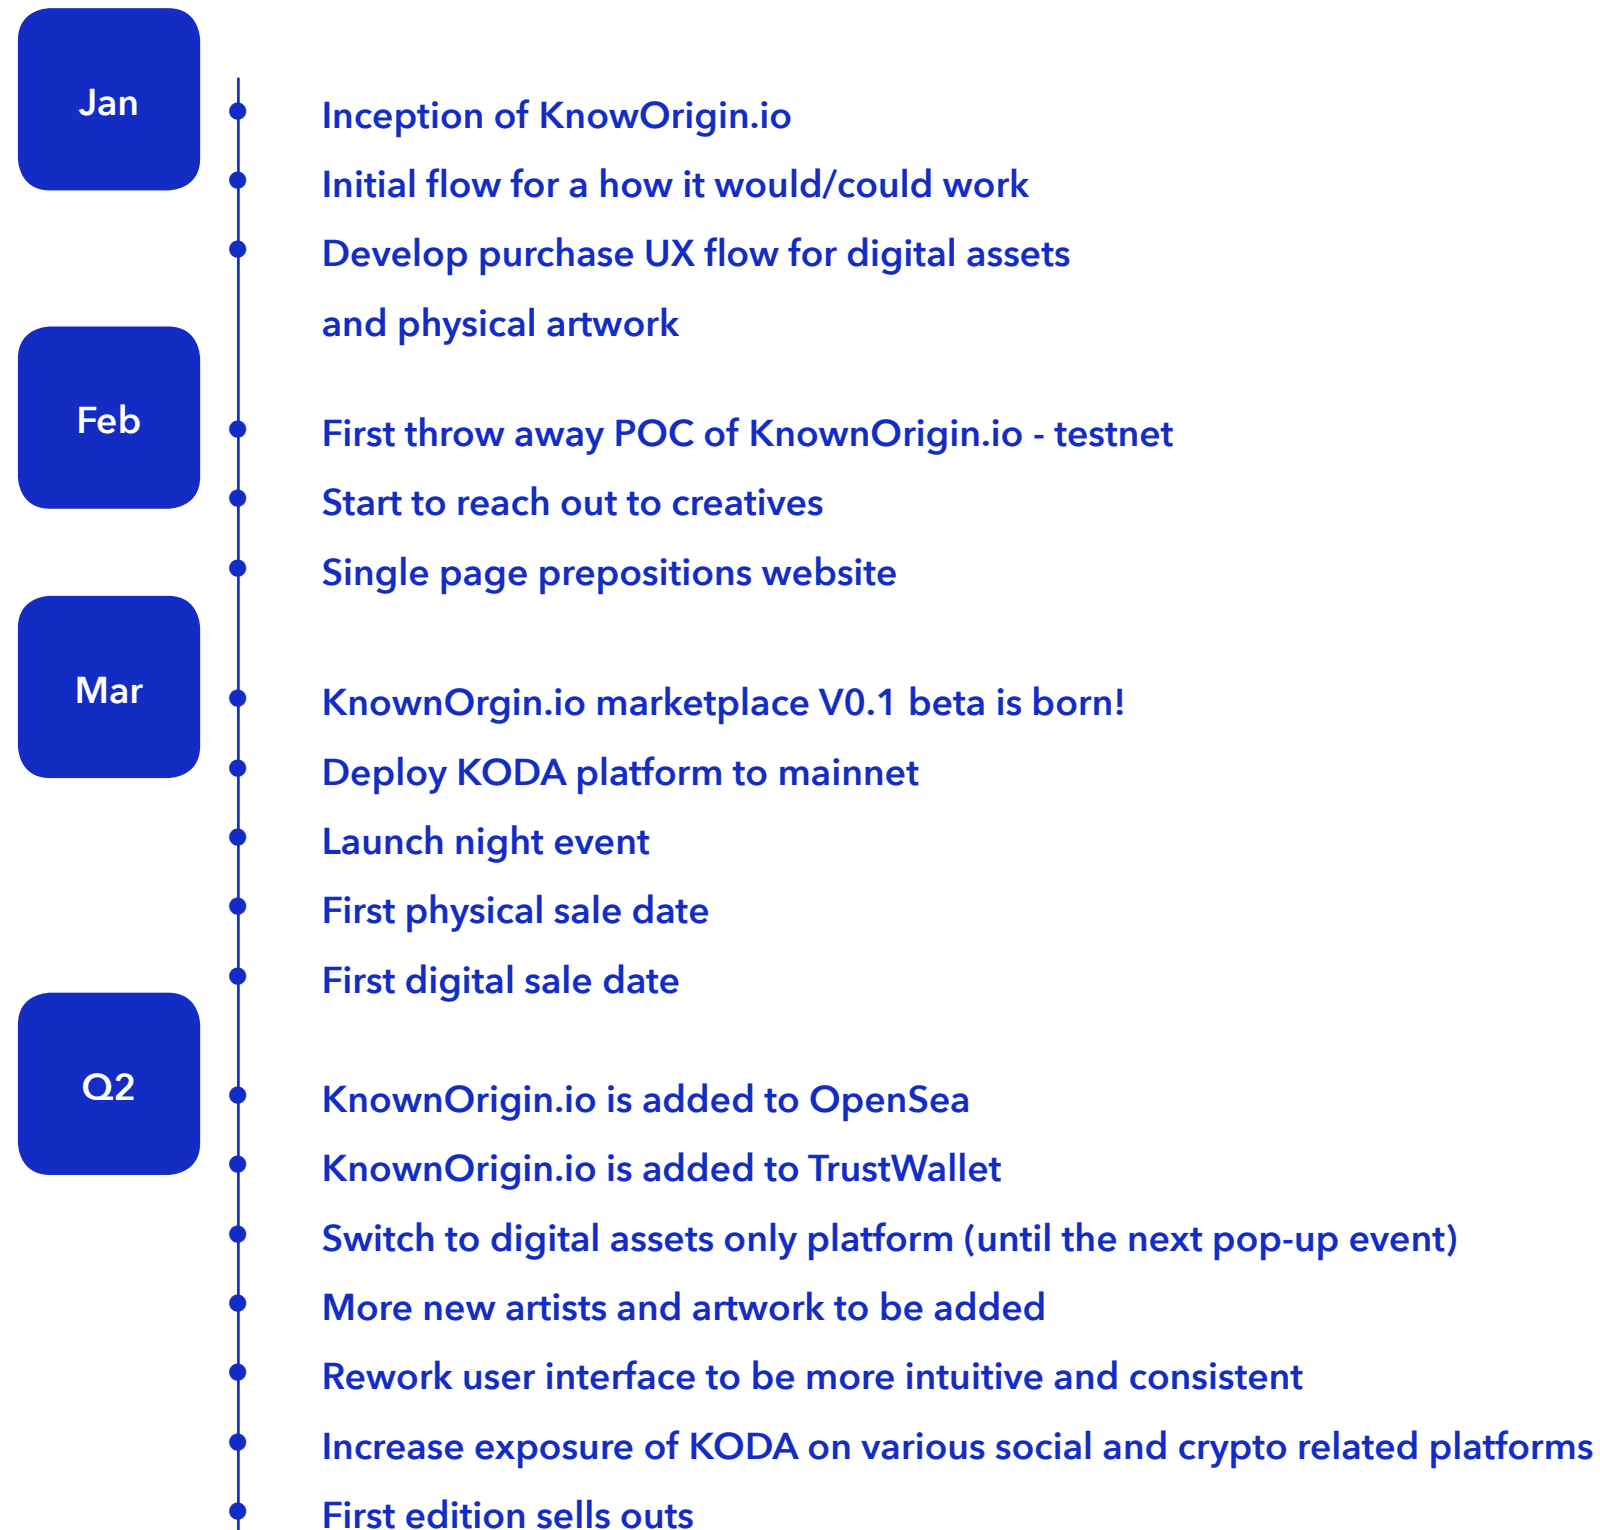 Jan
Inception of KnowOrigin.io
Initial flow for a how it would/could work
Develop purchase UX flow for digital assets
and physical artwork
Feb
First throw away POC of KnownOrigin.io - testnet
Start to reach out to creatives
Single page prepositions website
Mar
KnownOrgin.io marketplace V0.1 beta is born!
Deploy KODA platform to mainnet
Launch night event
First physical sale date
First digital sale date
Q2
KnownOrigin.io is added to OpenSea
KnownOrigin.io is added to TrustWallet
Switch to digital assets only platform (until the next pop-up event)
More new artists and artwork to be added
Rework user interface to be more intuitive and consistent
Increase exposure of KODA on various social and crypto related platforms
First edition sells outs